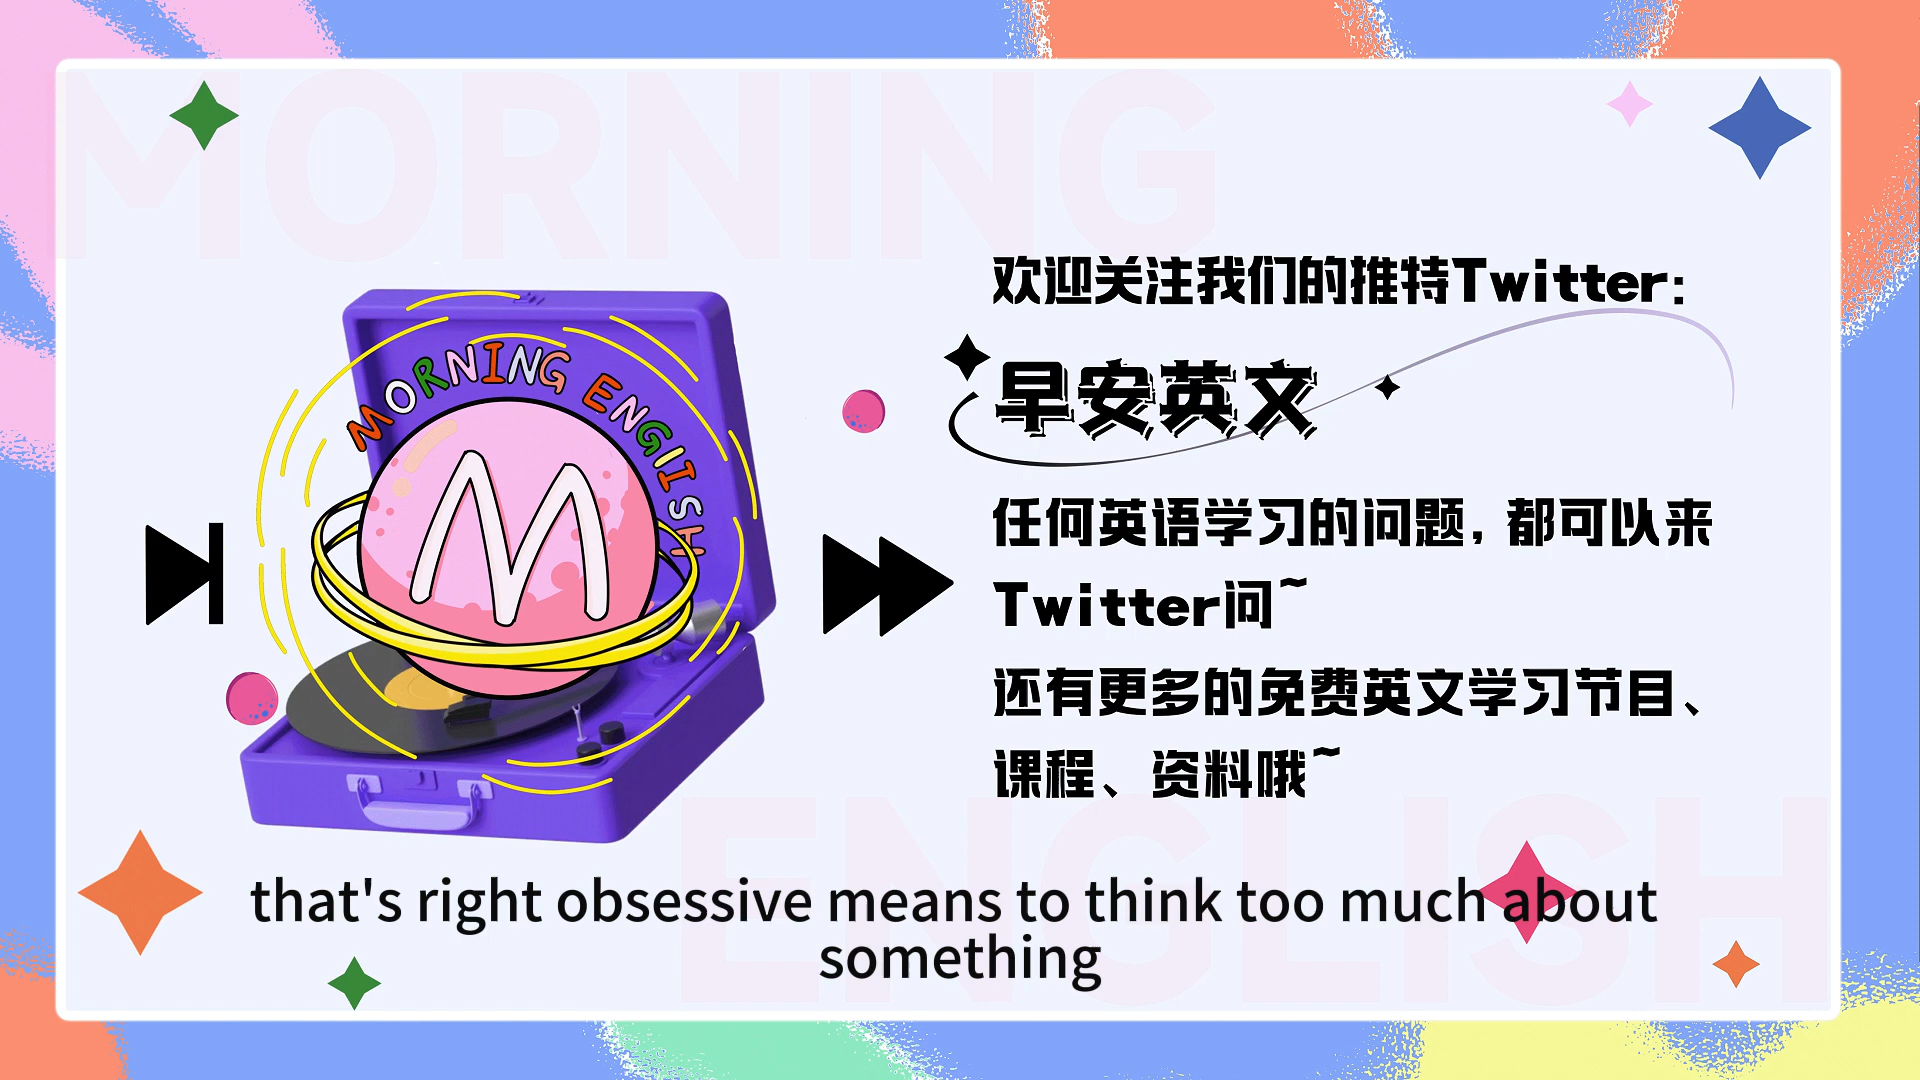 MORNING
MORNING ENGLISH
M
欢迎关注我们的推特Twitter:
早安英文
任何英语学习的问题，都可以来
Twitter问~
还有更多的免费英文学习节目、
课程、资料哦~
ENGLISH
that's right obsessive means to think too much about
something